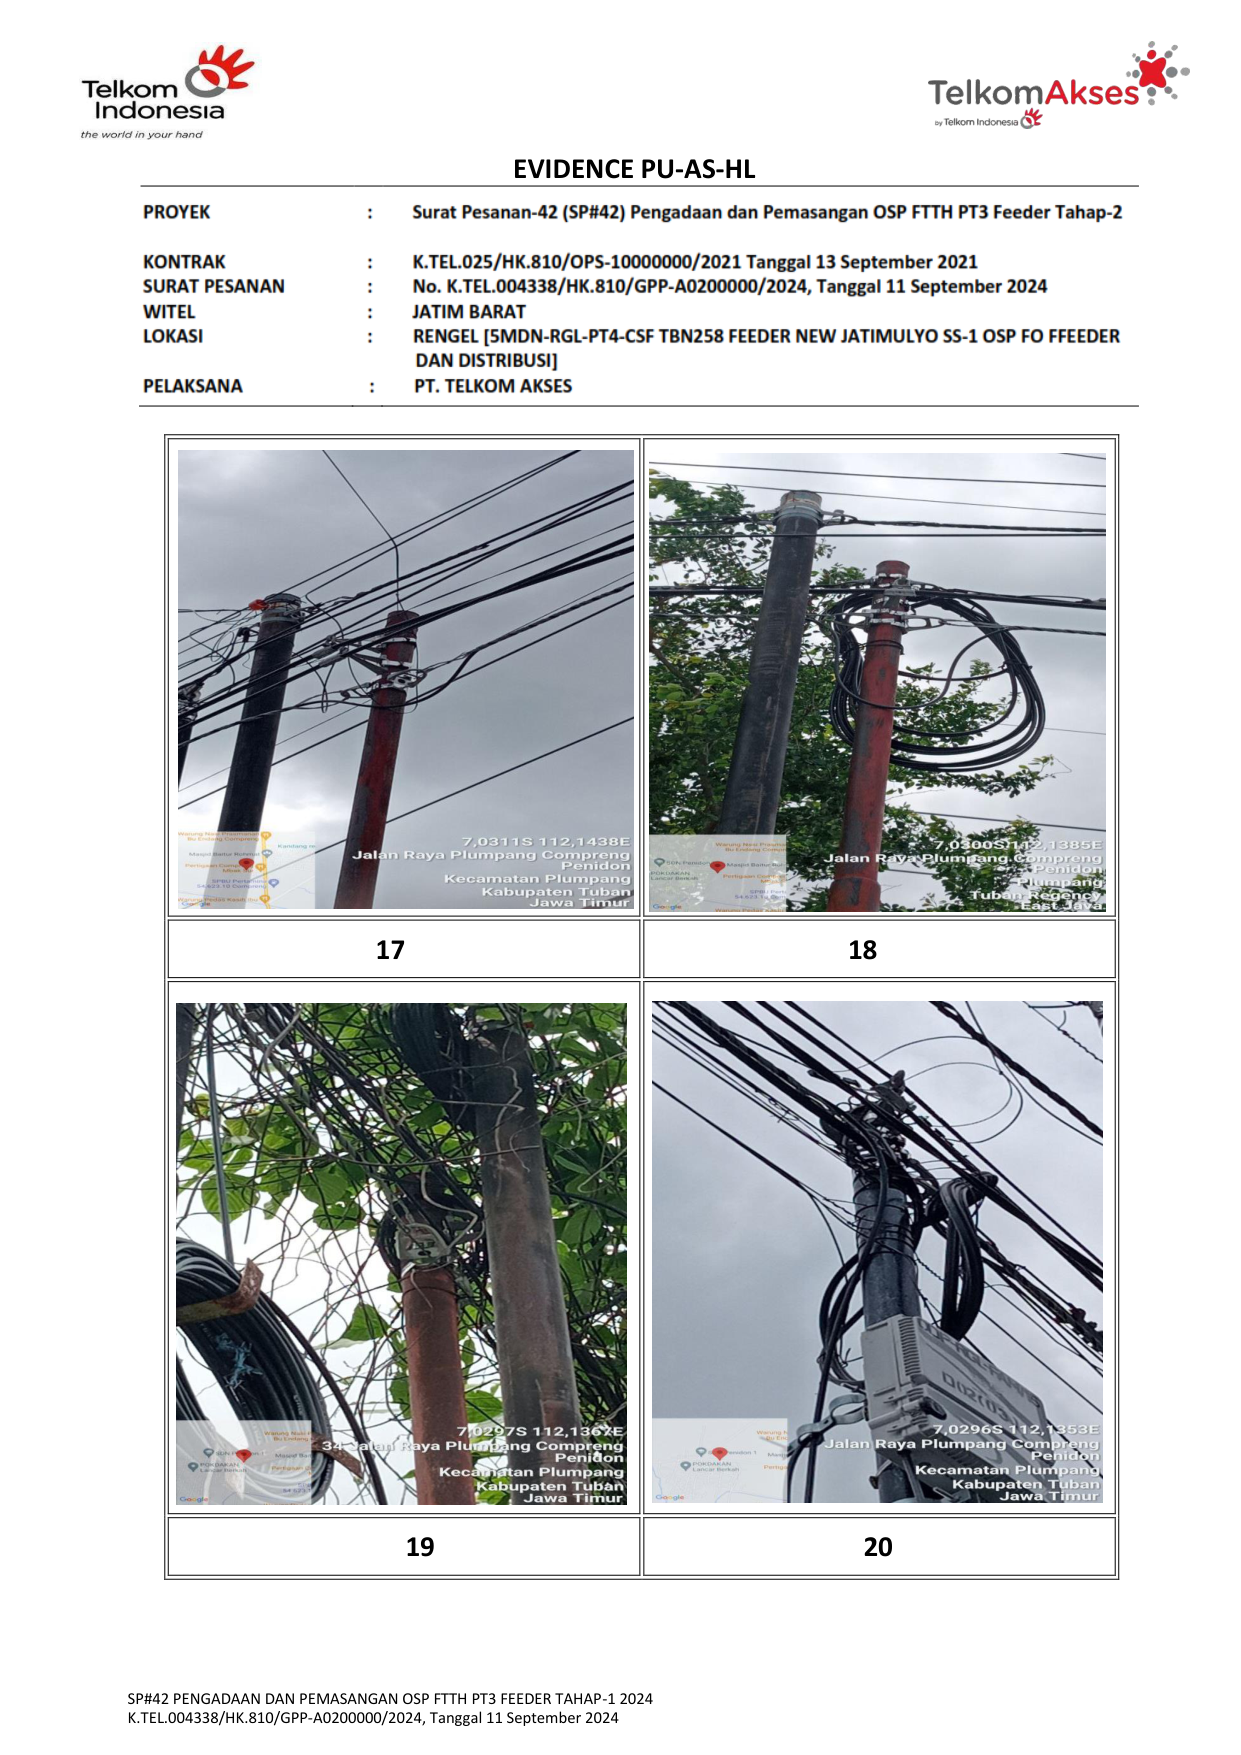 Telkom
Indonesia
the world in your hand
TelkomAkses
by Telkom Indonesia
EVIDENCE PU-AS-HL
PROYEK : Surat Pesanan-42 (SP#42) Pengadaan dan Pemasangan OSP FTTH PT3 Feeder Tahap-2
KONTRAK : K.TEL.025/HK.810/OPS-10000000/2021 Tanggal 13 September 2021
SURAT PESANAN : No. K.TEL.004338/HK.810/GPP-A0200000/2024, Tanggal 11 September 2024
WITEL : JATIM BARAT
LOKASI : RENGEL [5MDN-RGL-PT4-CSF TBN258 FEEDER NEW JATIMULYO SS-1 OSP FO FFEEDER
DAN DISTRIBUSI]
PELAKSANA : PT. TELKOM AKSES
7,0311S 112,1438E
Jalan Raya Plumpang Compreng
Penidon
Kecamatan Plumpang
Kabupaten Tuban
Jawa Timur
Google
7,0300S 112,1385E
Jalan Raya Plumpang Compreng
Penidon
Plumpang
Tuban Regency
East Java
Google
17
18
7,0297S 112,1367E
34 Jalan Raya Plumpang Compreng
Penidon
Kecamatan Plumpang
Kabupaten Tuban
Jawa Timur
Google
7,0296S 112,1353E
Jalan Raya Plumpang Compreng
Penidon
Kecamatan Plumpang
Kabupaten Tuban
Jawa Timur
Google
19
20
SP#42 PENGADAAN DAN PEMASANGAN OSP FTTH PT3 FEEDER TAHAP-1 2024
K.TEL.004338/HK.810/GPP-A0200000/2024, Tanggal 11 September 2024